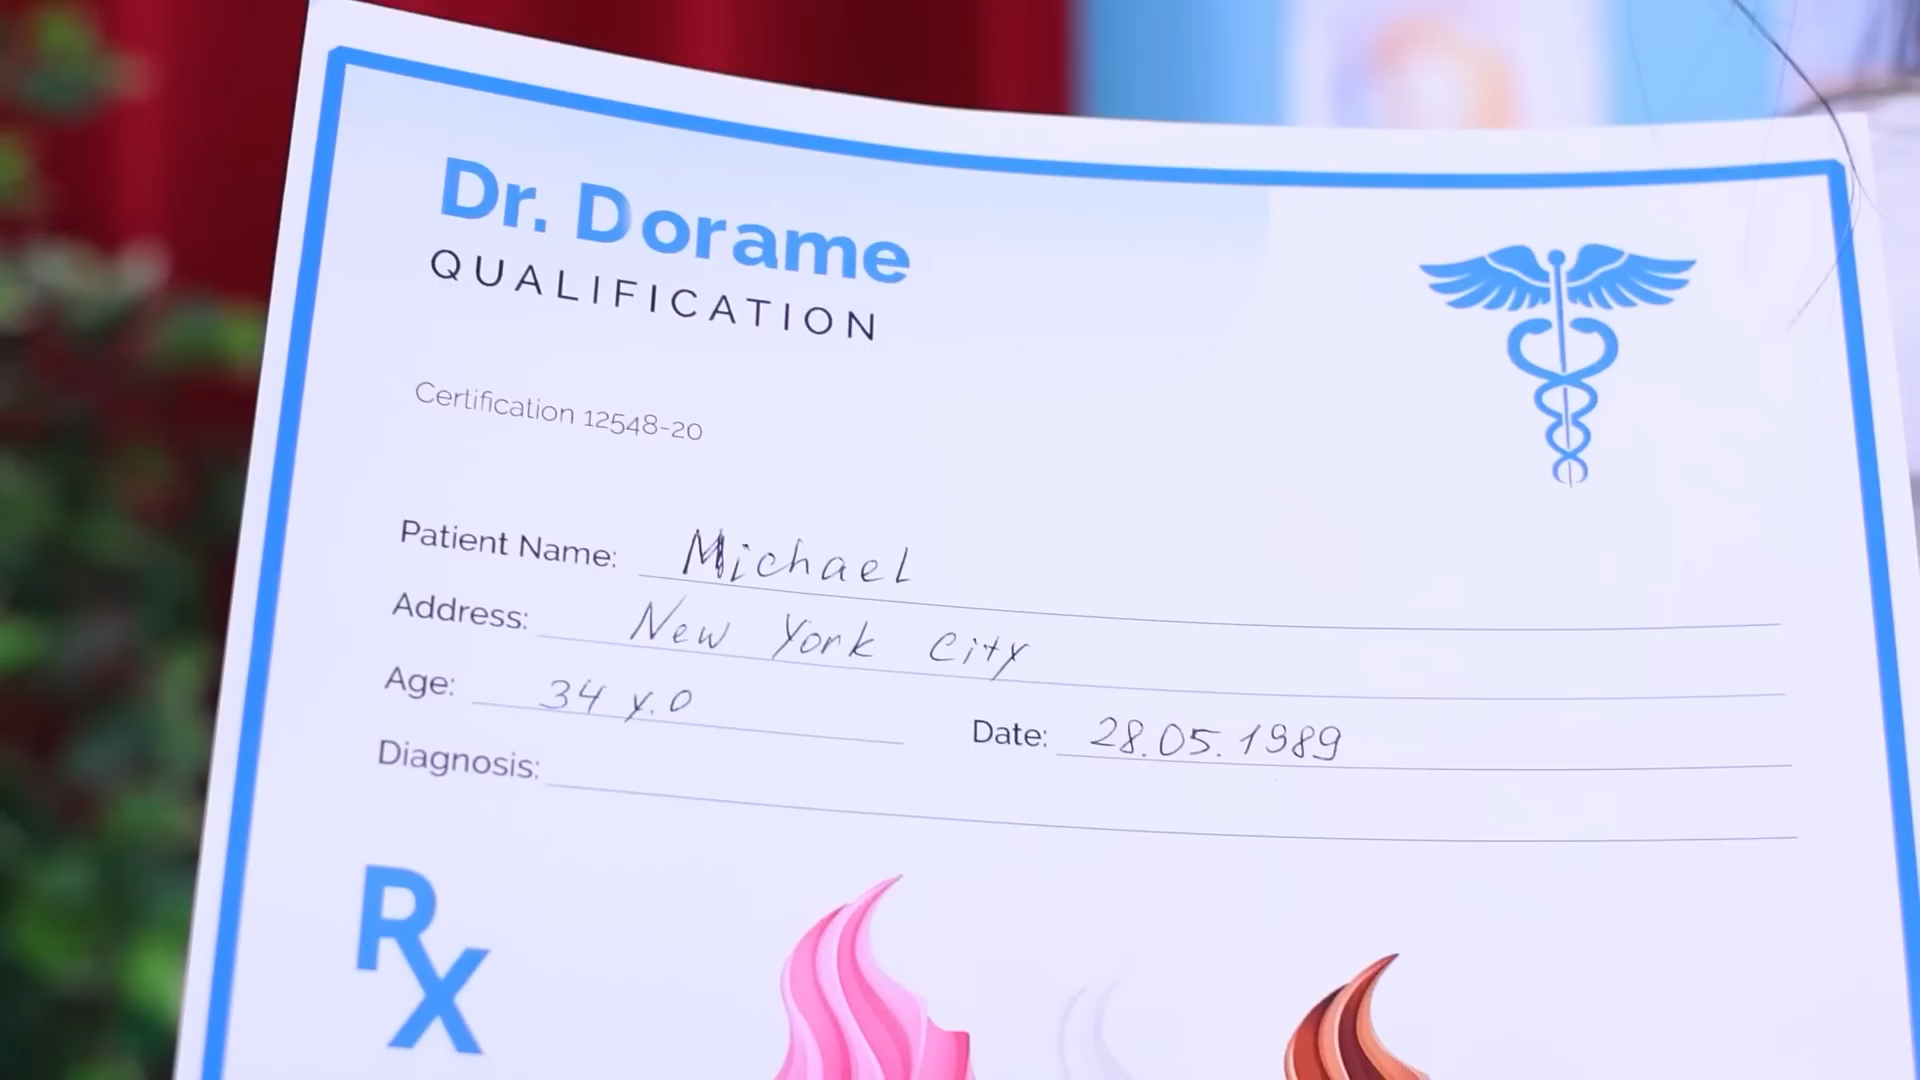 Dr. Dorame
QUALIFICATION
Certification 12548-20
Patient Name: Michael
Address: New York City
Age: 34 y.o Date: 28.05.1989
Diagnosis:
Rx